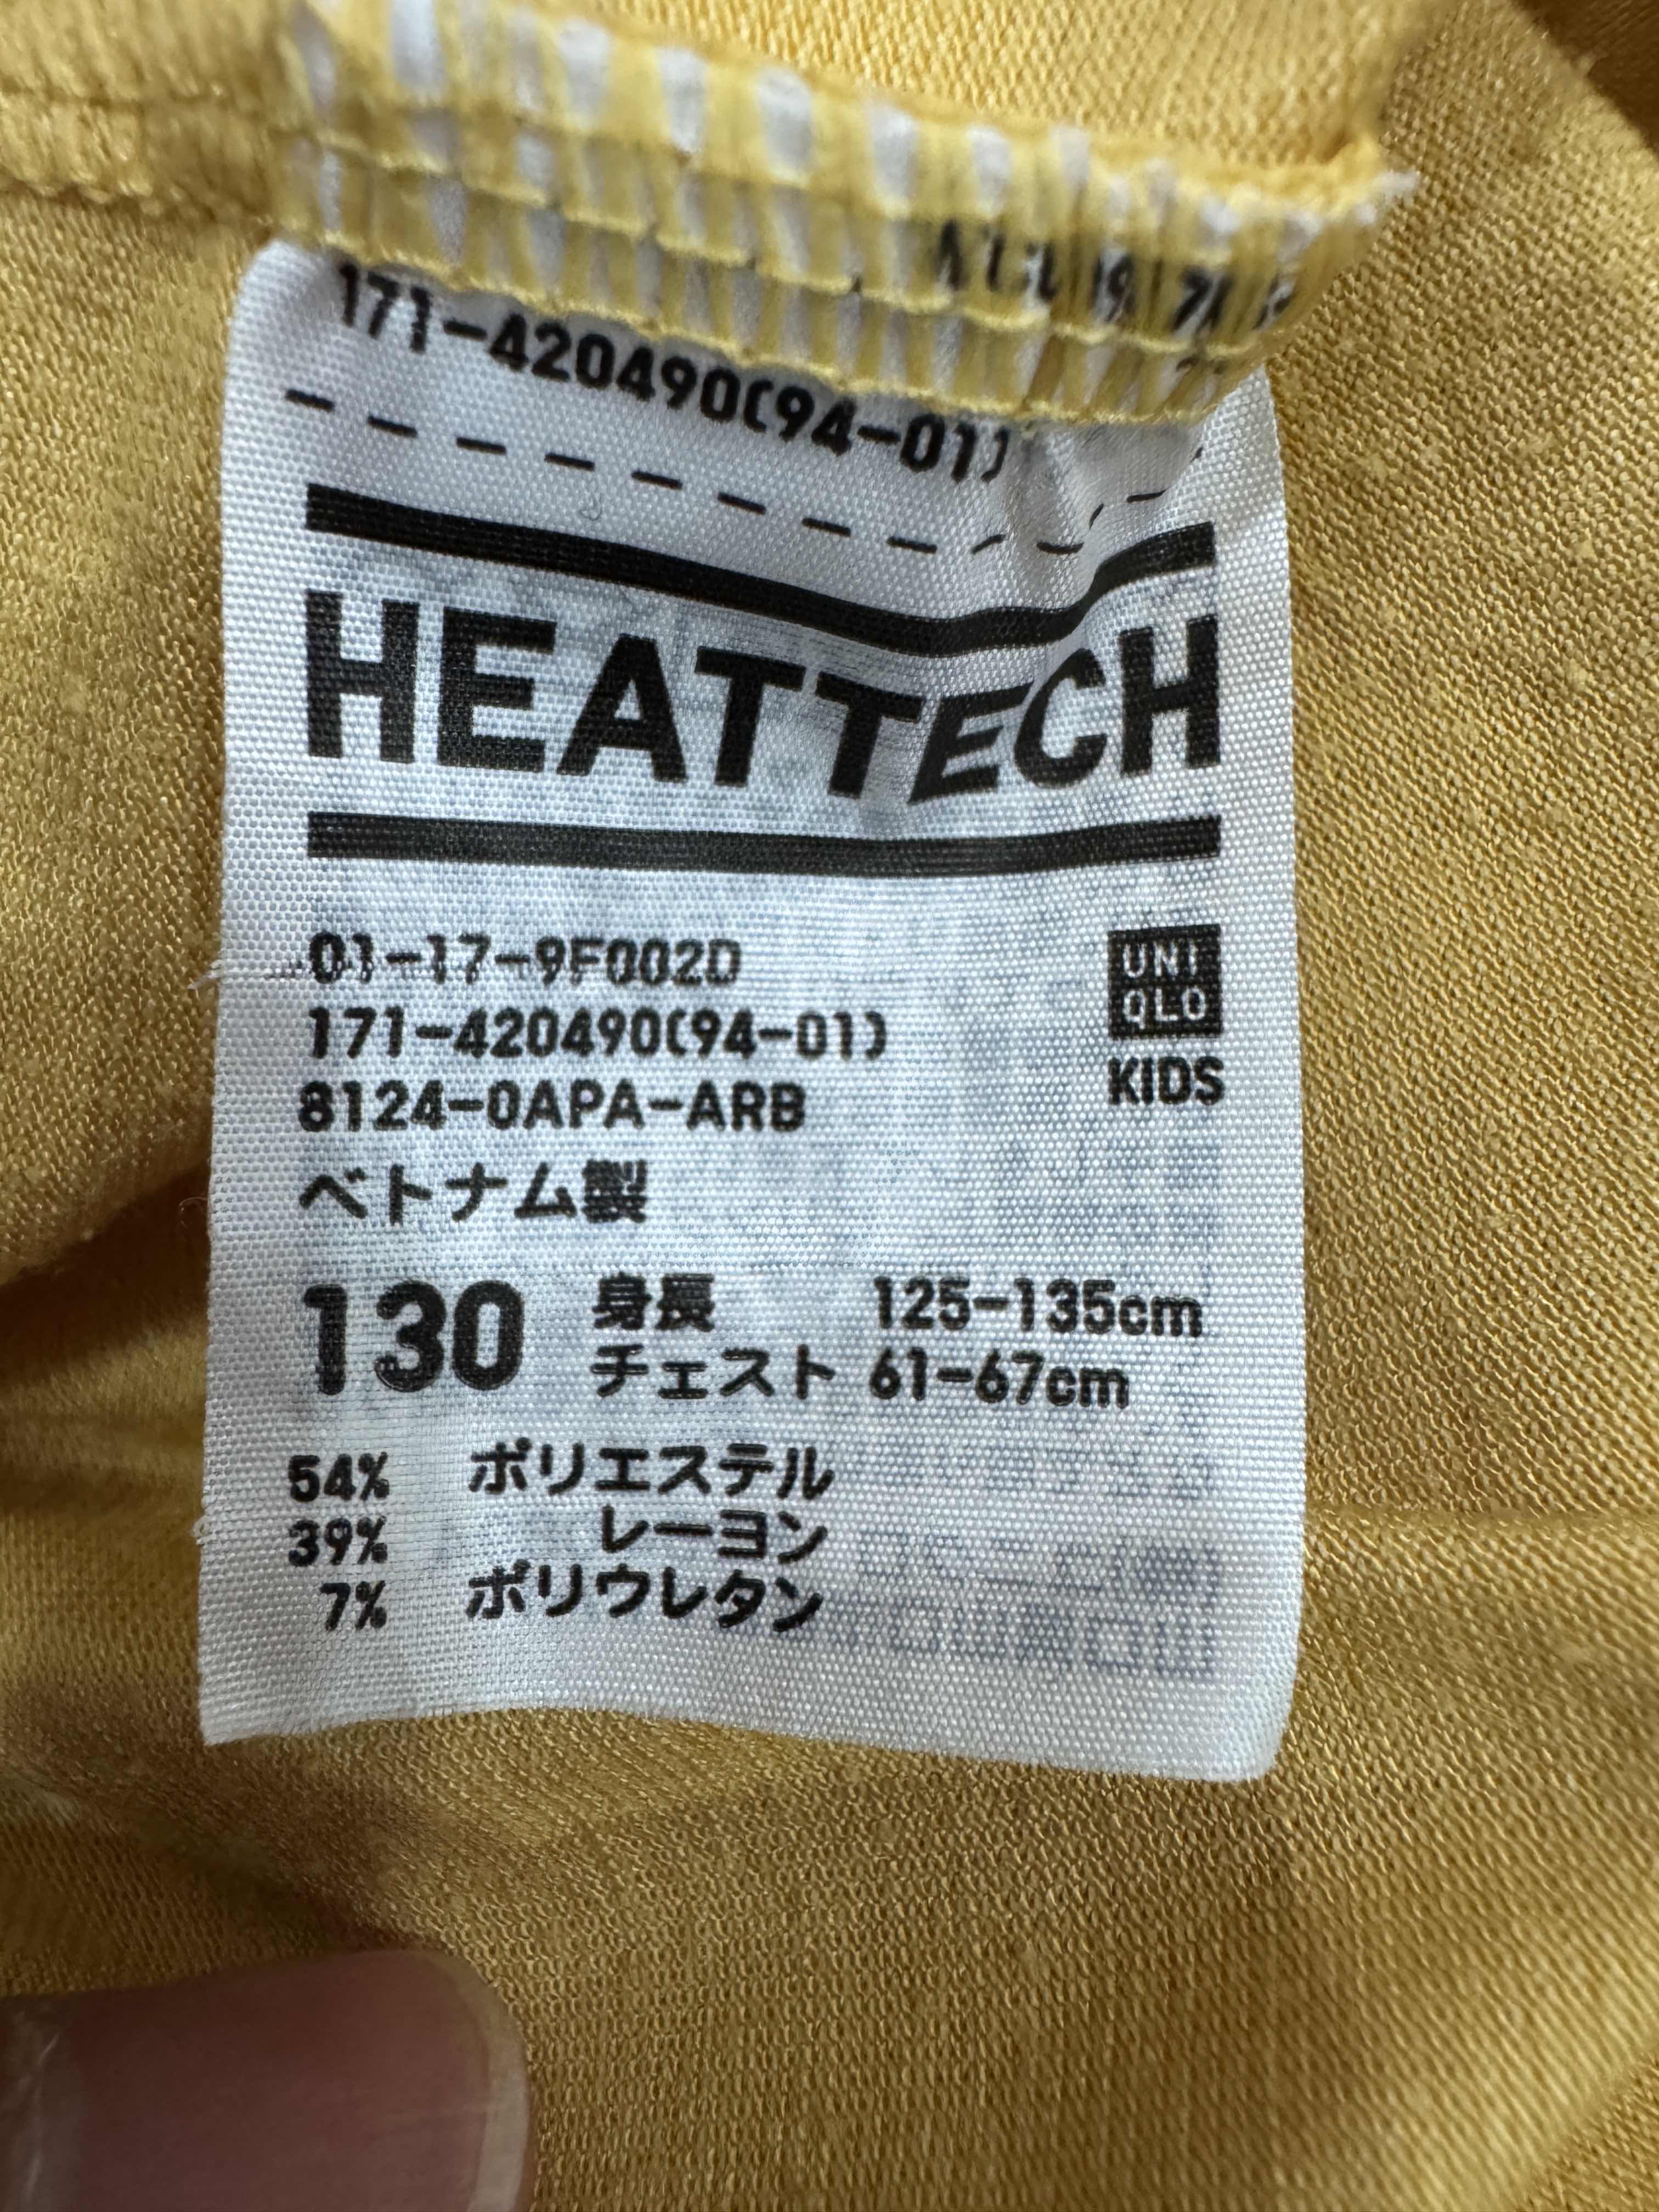 171-420490(94-01)
HEATTECH
01-17-9F002D
171-420490(94-01)
8124-0APA-ARB
UNI
QLO
KIDS
ベトナム製
130 身長 125-135cm
チェスト 61-67cm
54% ポリエステル
39% レーヨン
7% ポリウレタン